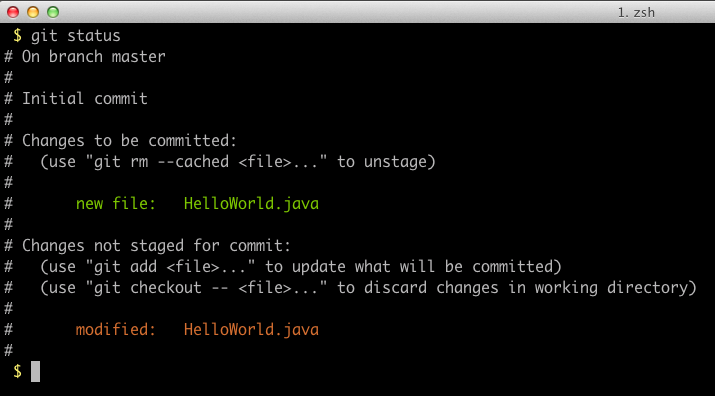 1. zsh
$ git status
# On branch master
#
# Initial commit
#
# Changes to be committed:
#   (use "git rm --cached <file>..." to unstage)
#
#       new file:   HelloWorld.java
#
# Changes not staged for commit:
#   (use "git add <file>..." to update what will be committed)
#   (use "git checkout -- <file>..." to discard changes in working directory)
#
#       modified:   HelloWorld.java
#
$